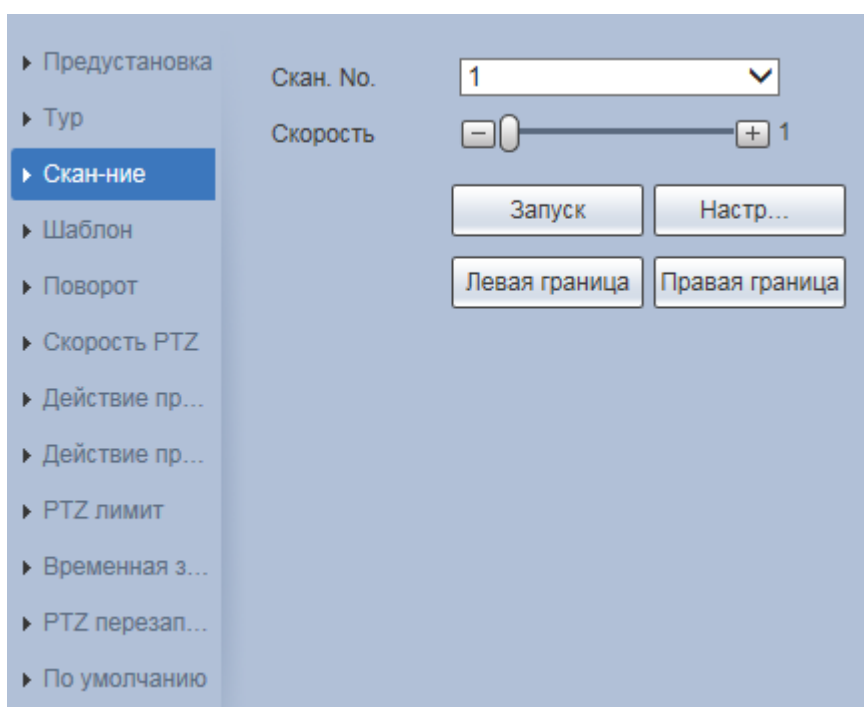 Предустановка
Тур
Скан-ние
Шаблон
Поворот
Скорость PTZ
Действие пр...
Действие пр...
PTZ лимит
Временная з...
PTZ перезап...
По умолчанию
Скан. No. 1
Скорость 1
Запуск Настр...
Левая граница Правая граница